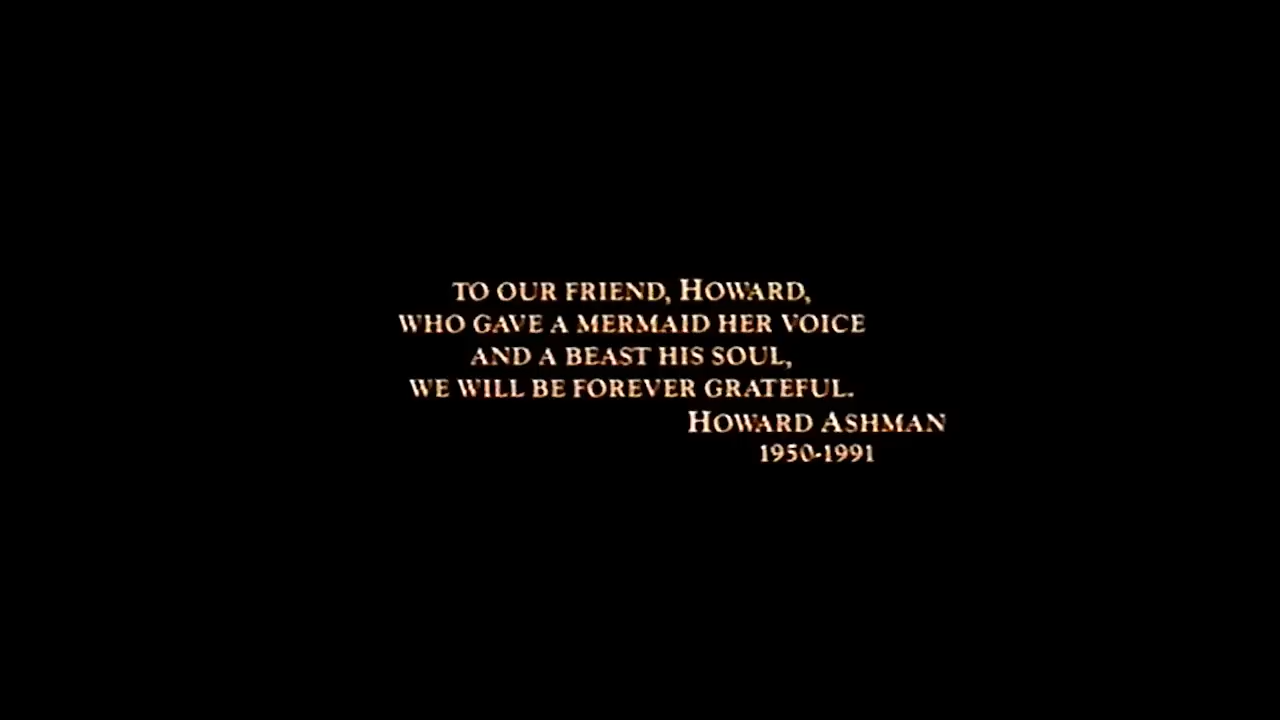 TO OUR FRIEND, HOWARD,
WHO GAVE A MERMAID HER VOICE
AND A BEAST HIS SOUL,
WE WILL BE FOREVER GRATEFUL.
HOWARD ASHMAN
1950-1991